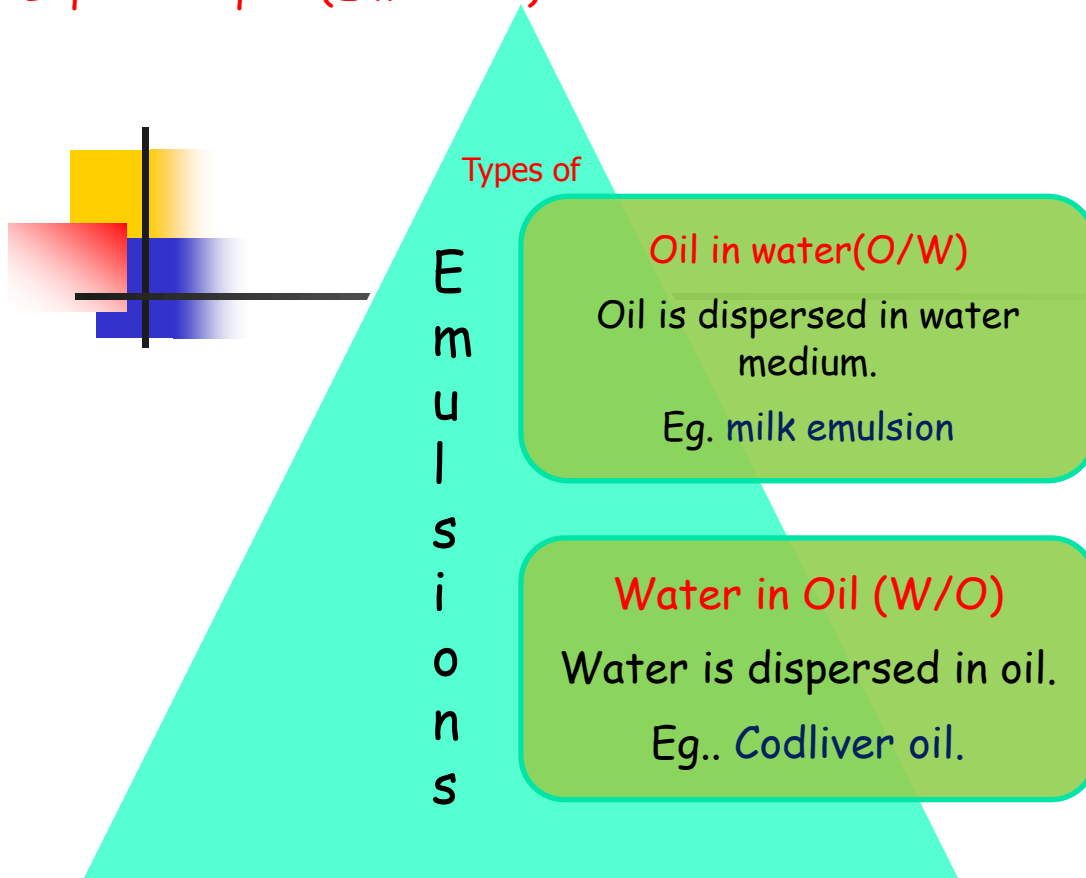 Types of
Emulsions
Oil in water(O/W)
Oil is dispersed in water
medium.
Eg. milk emulsion
Water in Oil (W/O)
Water is dispersed in oil.
Eg.. Codliver oil.